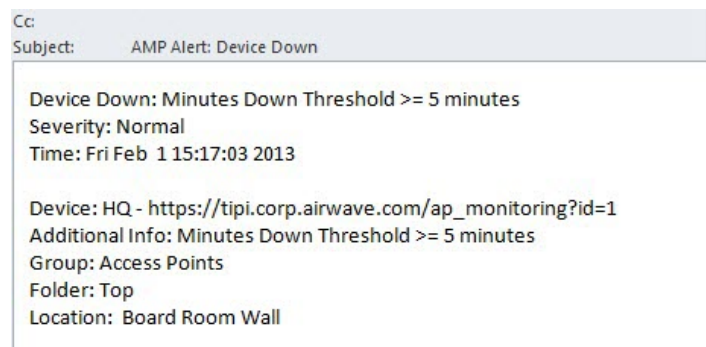 Cc:
Subject: AMP Alert: Device Down
Device Down: Minutes Down Threshold >= 5 minutes
Severity: Normal
Time: Fri Feb 1 15:17:03 2013
Device: HQ - https://tipi.corp.airwave.com/ap_monitoring?id=1
Additional Info: Minutes Down Threshold >= 5 minutes
Group: Access Points
Folder: Top
Location: Board Room Wall